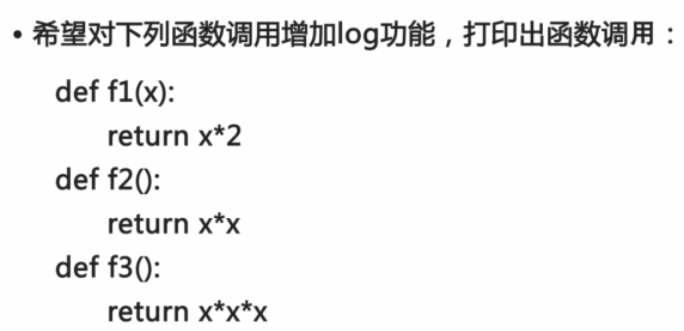 • 希望对下列函数调用增加log功能，打印出函数调用：
def f1(x):
return x*2
def f2():
return x*x
def f3():
return x*x*x